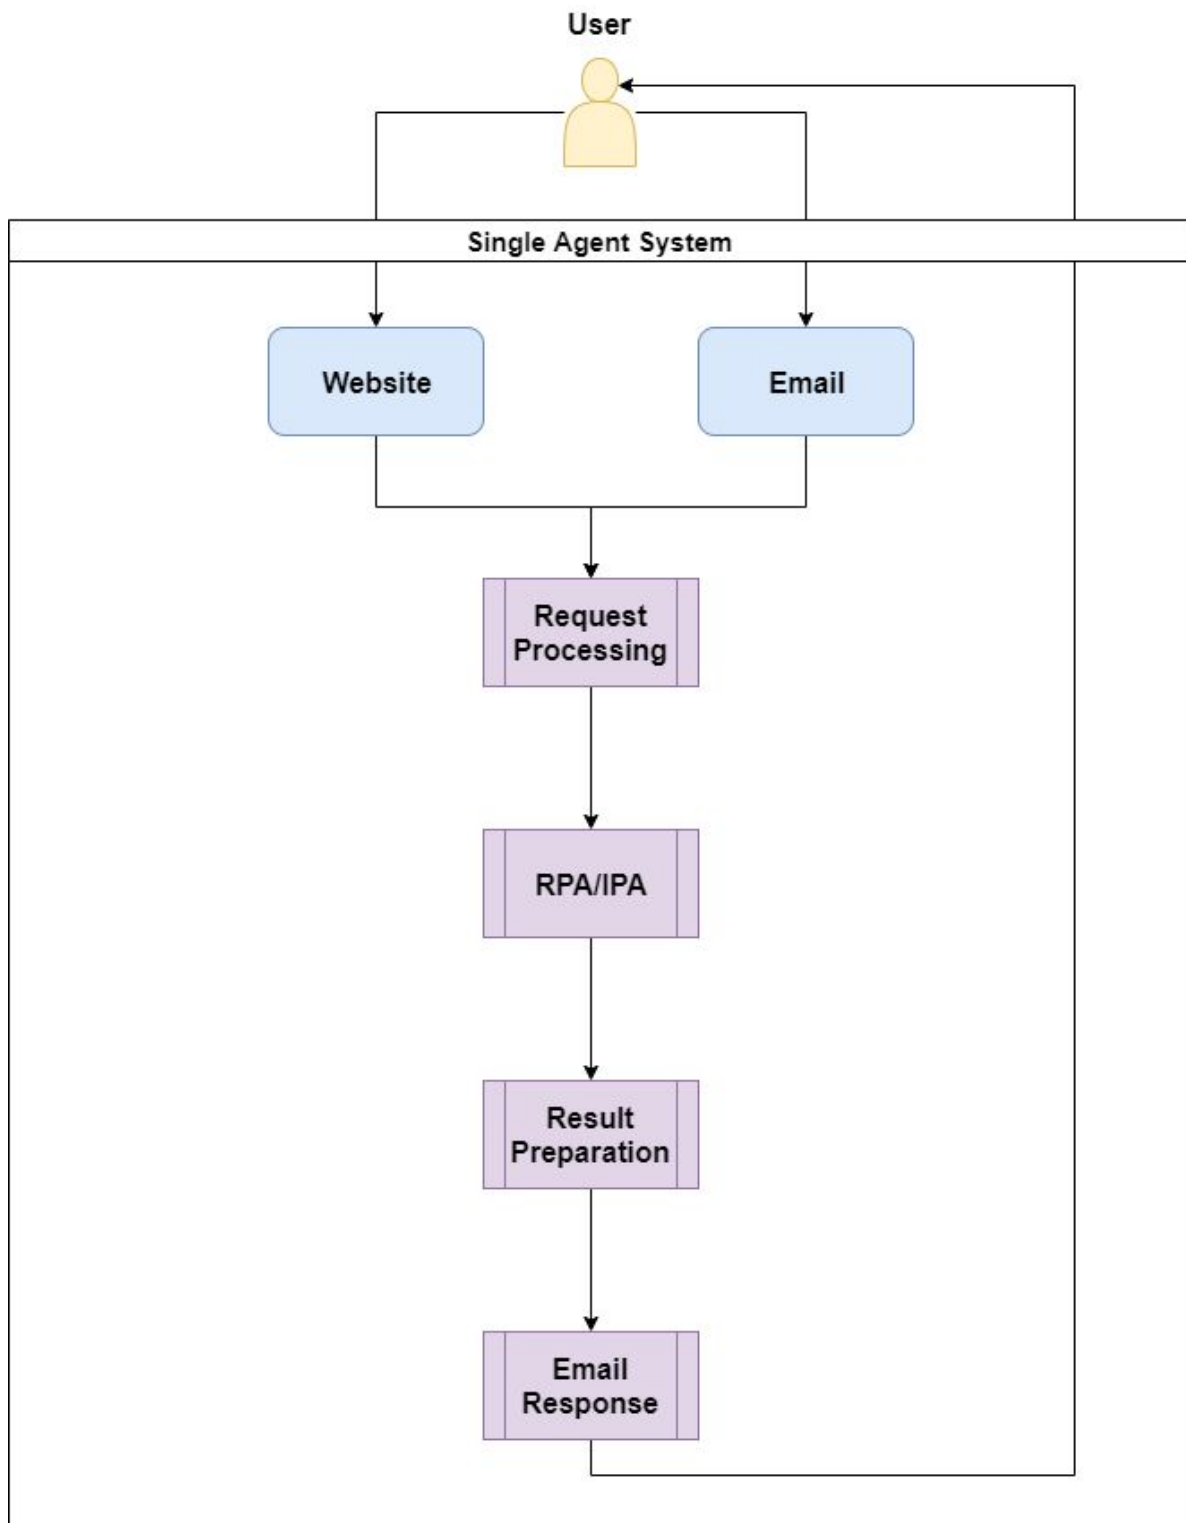 User
Single Agent System
Website
Email
Request
Processing
RPA/IPA
Result
Preparation
Email
Response